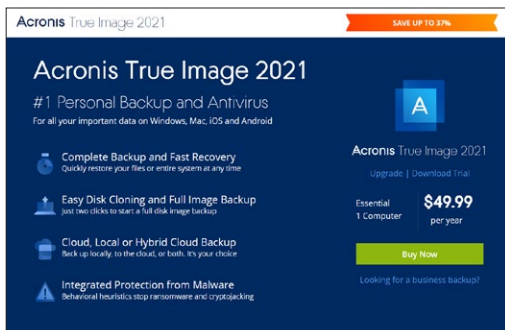 Acronis True Image 2021
SAVE UP TO 37%
Acronis True Image 2021
#1 Personal Backup and Antivirus
For all your important data on Windows, Mac, iOS and Android
Complete Backup and Fast Recovery
Quickly restore your files or entire system at any time
Easy Disk Cloning and Full Image Backup
Just two clicks to start a full disk image backup
Cloud, Local or Hybrid Cloud Backup
Back up locally, to the cloud, or both. It's your choice
Integrated Protection from Malware
Behavioral heuristics stop ransomware and cryptojacking
A
Acronis True Image 2021
Upgrade | Download Trial
Essential
1 Computer
$49.99
per year
Buy Now
Looking for a business backup?